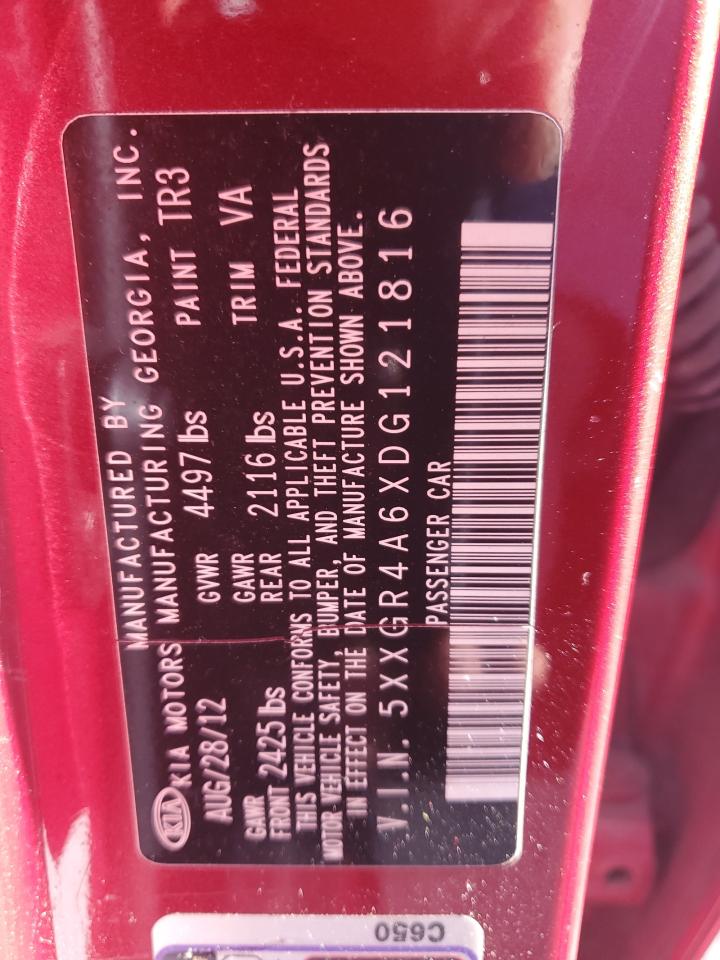 MANUFACTURED BY
KIA KIA MOTORS MANUFACTURING GEORGIA, INC.
AUG/28/12 GVWR 4497 lbs PAINT TR3
GAWR FRONT 2425 lbs GAWR REAR 2116 lbs TRIM VA
THIS VEHICLE CONFORMS TO ALL APPLICABLE U.S.A. FEDERAL
MOTOR VEHICLE SAFETY, BUMPER, AND THEFT PREVENTION STANDARDS
IN EFFECT ON THE DATE OF MANUFACTURE SHOWN ABOVE.
V.I.N. 5XXGR4A6XDG121816
PASSENGER CAR
C650